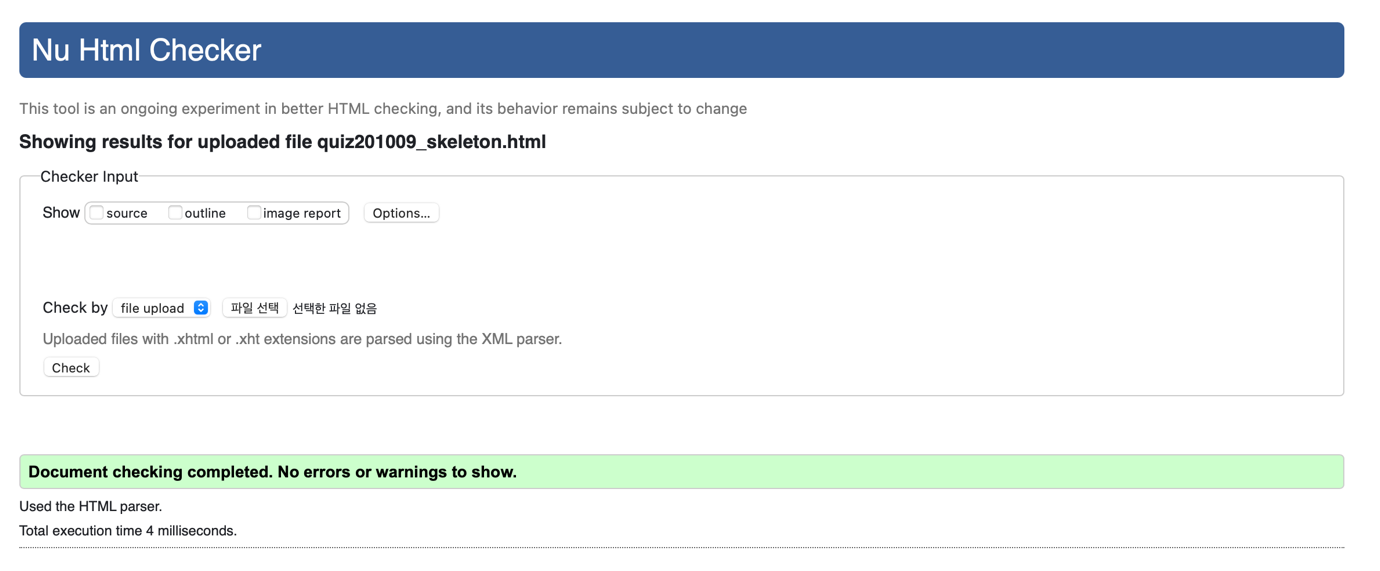 Nu Html Checker
This tool is an ongoing experiment in better HTML checking, and its behavior remains subject to change
Showing results for uploaded file quiz201009_skeleton.html
Checker Input
Show source outline image report Options...
Check by file upload 파일 선택 선택한 파일 없음
Uploaded files with .xhtml or .xht extensions are parsed using the XML parser.
Check
Document checking completed. No errors or warnings to show.
Used the HTML parser.
Total execution time 4 milliseconds.